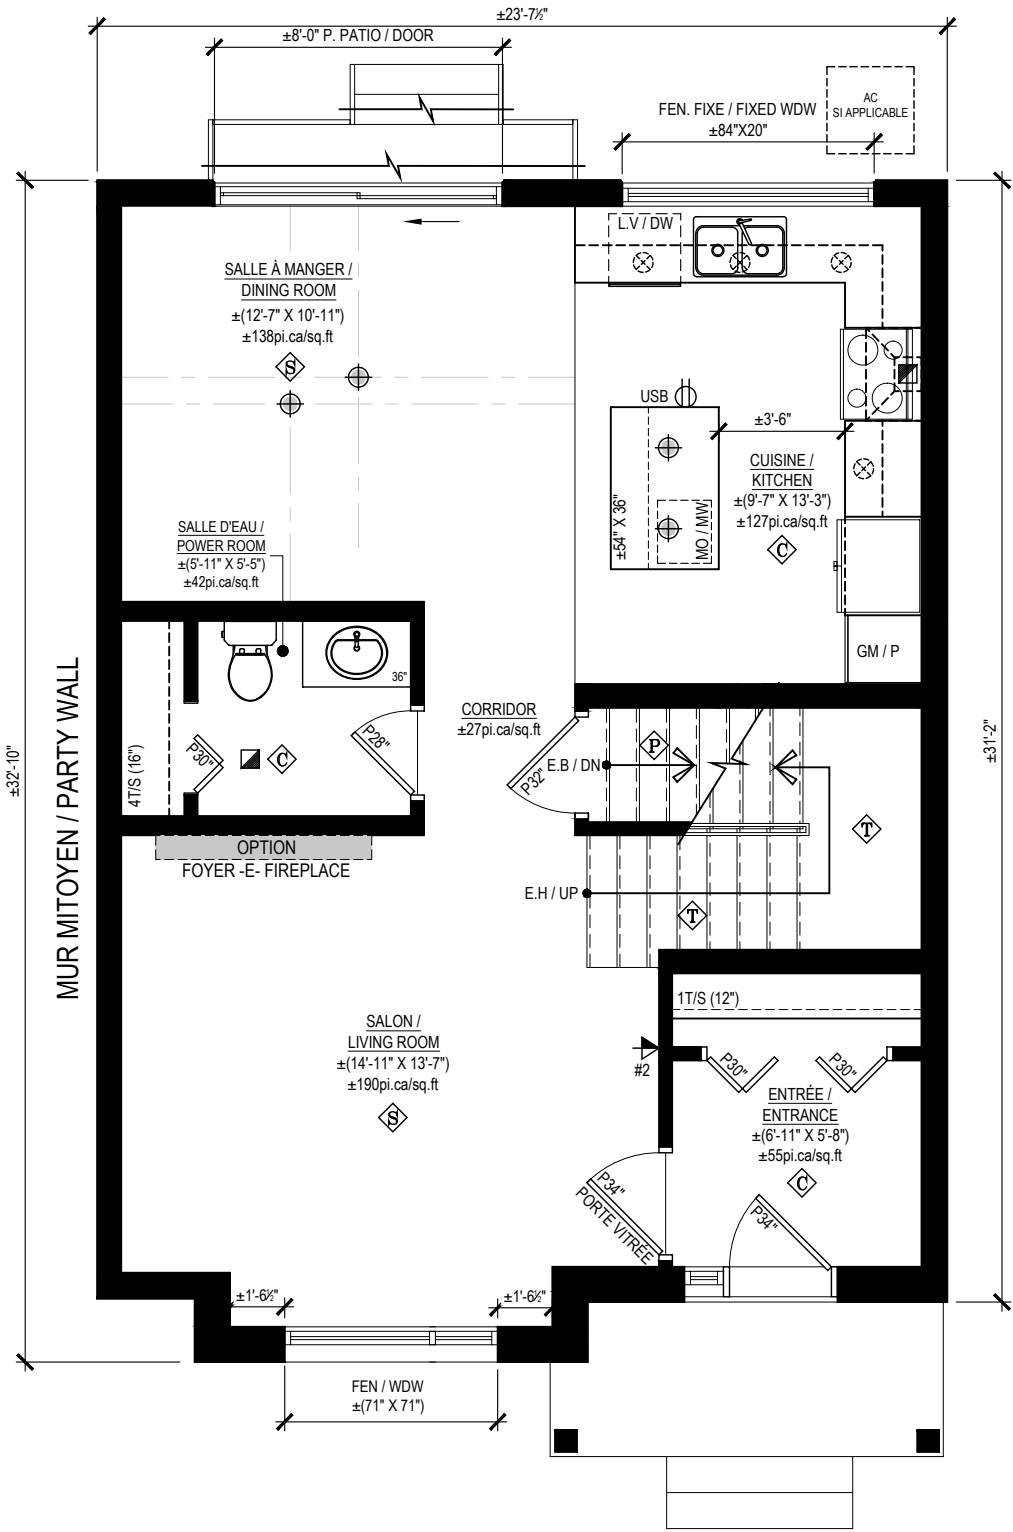 ±23'-7½"
±8'-0" P. PATIO / DOOR
AC
SI APPLICABLE
FEN. FIXE / FIXED WDW
±84"X20"
L.V / DW
SALLE À MANGER /
DINING ROOM
±(12'-7" X 10'-11")
±138pi.ca/sq.ft
S
USB
±3'-6"
CUISINE /
KITCHEN
±(9'-7" X 13'-3")
±127pi.ca/sq.ft
C
±54" X 36"
MO / MW
SALLE D'EAU /
POWER ROOM
±(5'-11" X 5'-5")
±42pi.ca/sq.ft
GM / P
36"
MUR MITOYEN / PARTY WALL
±32'-10"
±31'-2"
CORRIDOR
±27pi.ca/sq.ft
4T/S (16")
P30"
C
P28"
P32"
E.B / DN
P
T
OPTION
FOYER -E- FIREPLACE
E.H / UP
T
1T/S (12")
SALON /
LIVING ROOM
±(14'-11" X 13'-7")
±190pi.ca/sq.ft
S
#2
P30"
P30"
ENTRÉE /
ENTRANCE
±(6'-11" X 5'-8")
±55pi.ca/sq.ft
C
P34"
PORTE VITRÉE
P34"
±1'-6½"
±1'-6½"
FEN / WDW
±(71" X 71")